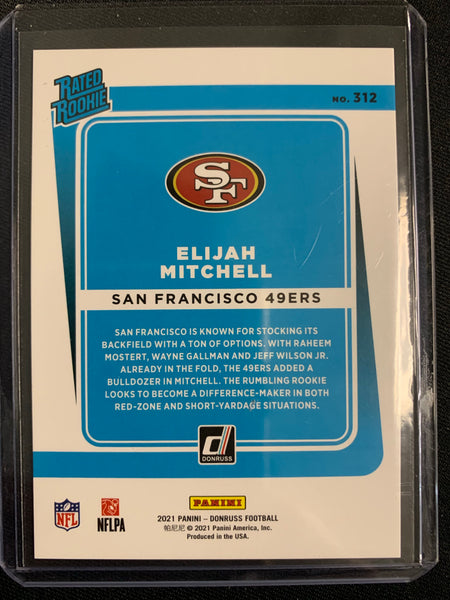 RATED
ROOKIE
NO. 312
SF
ELIJAH
MITCHELL
SAN FRANCISCO 49ERS
SAN FRANCISCO IS KNOWN FOR STOCKING ITS
BACKFIELD WITH A TON OF OPTIONS. WITH RAHEEM
MOSTERT, WAYNE GALLMAN AND JEFF WILSON JR.
ALREADY IN THE FOLD, THE 49ERS ADDED A
BULLDOZER IN MITCHELL. THE RUMBLING ROOKIE
LOOKS TO BECOME A DIFFERENCE-MAKER IN BOTH
RED-ZONE AND SHORT-YARDAGE SITUATIONS.
D
DONRUSS
NFL
NFLPA
PANINI
2021 PANINI – DONRUSS FOOTBALL
帕尼尼 © 2021 Panini America, Inc.
Produced in the USA.